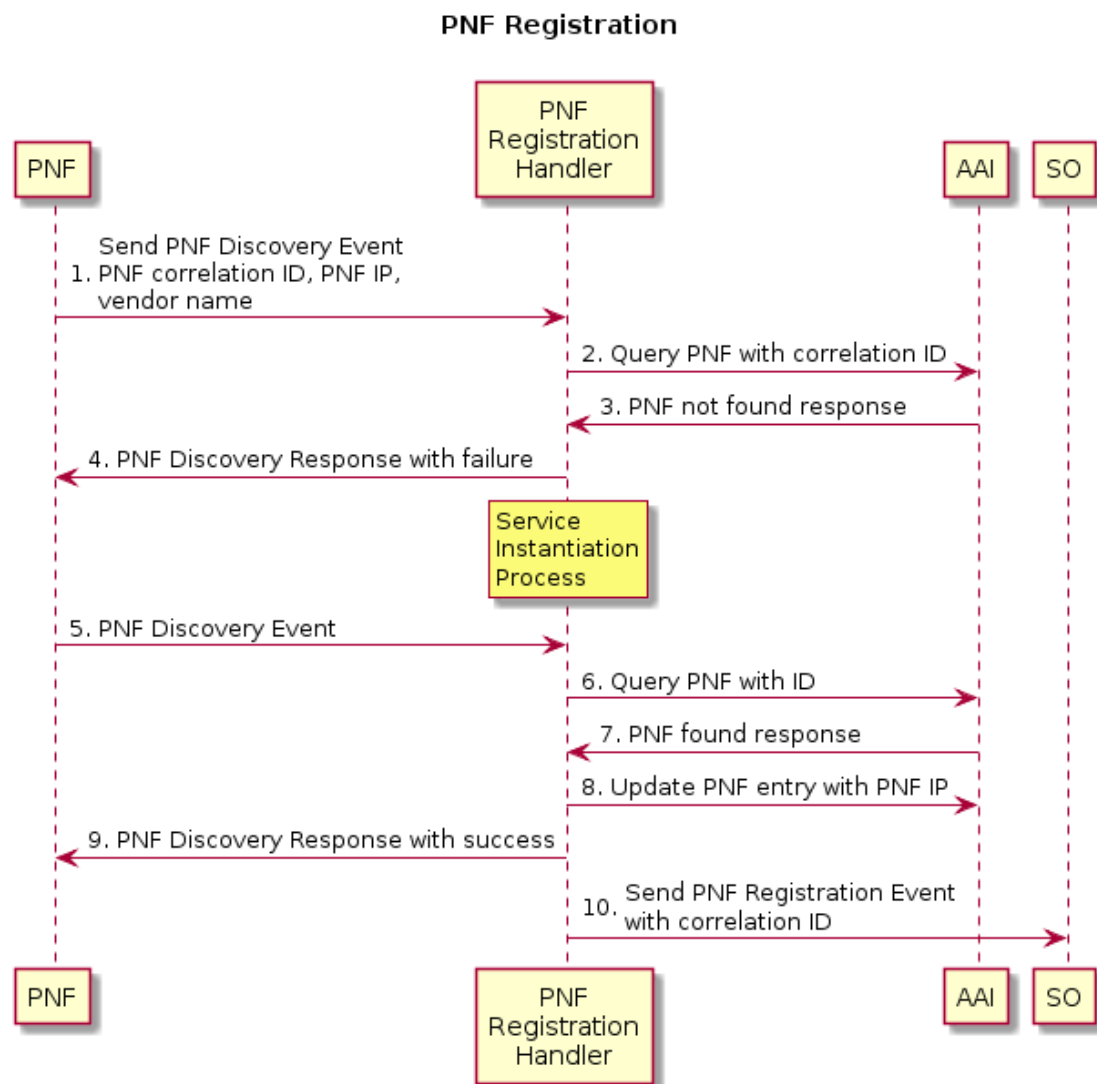 PNF Registration
PNF
PNF
Registration
Handler
AAI
SO
Send PNF Discovery Event
1. PNF correlation ID, PNF IP,
vendor name
2. Query PNF with correlation ID
3. PNF not found response
4. PNF Discovery Response with failure
Service
Instantiation
Process
5. PNF Discovery Event
6. Query PNF with ID
7. PNF found response
8. Update PNF entry with PNF IP
9. PNF Discovery Response with success
10. Send PNF Registration Event
with correlation ID
PNF
PNF
Registration
Handler
AAI
SO